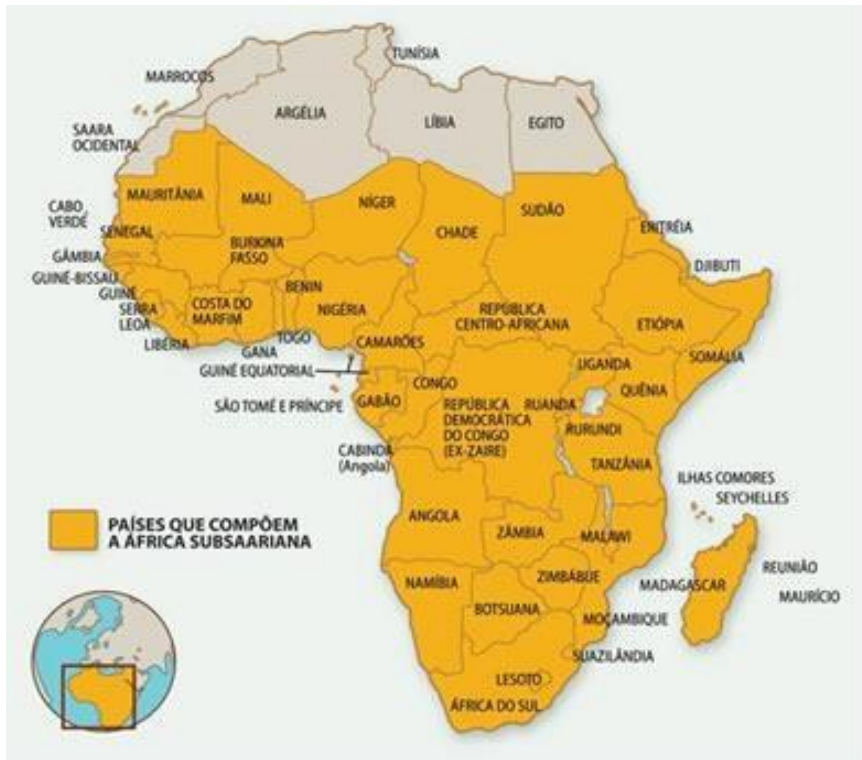 TUNÍSIA
MARROCOS
ARGÉLIA
LÍBIA
EGITO
SAARA
OCIDENTAL
MAURITÂNIA
MALI
NÍGER
CHADE
SUDÃO
CABO
VERDÉ
SENEGAL
ERITRÉIA
BURKINA
FASSO
GÂMBIA
DJIBUTI
GUINÉ-BISSAU
GUINÉ
BENIN
SERRA
LEOA
COSTA DO
MARFIM
NIGÉRIA
REPÚBLICA
CENTRO-AFRICANA
ETIÓPIA
LIBÉRIA
TOGO
GANA
CAMARÕES
SOMÁLIA
GUINÉ EQUATORIAL
UGANDA
CONGO
QUÊNIA
SÃO TOMÉ E PRÍNCIPE
GABÃO
REPÚBLICA
DEMOCRÁTICA
DO CONGO
(EX-ZAIRE)
RUANDA
RURUNDI
CABINDA
(Angola)
TANZÂNIA
ILHAS COMORES
SEYCHELLES
ANGOLA
PAÍSES QUE COMPÕEM
A ÁFRICA SUBSAARIANA
ZÂMBIA
MALAWI
REUNIÃO
NAMÍBIA
ZIMBÁBUE
MADAGASCAR
MAURÍCIO
BOTSUANA
MOÇAMBIQUE
SUAZILÂNDIA
LESOTO
ÁFRICA DO SUL